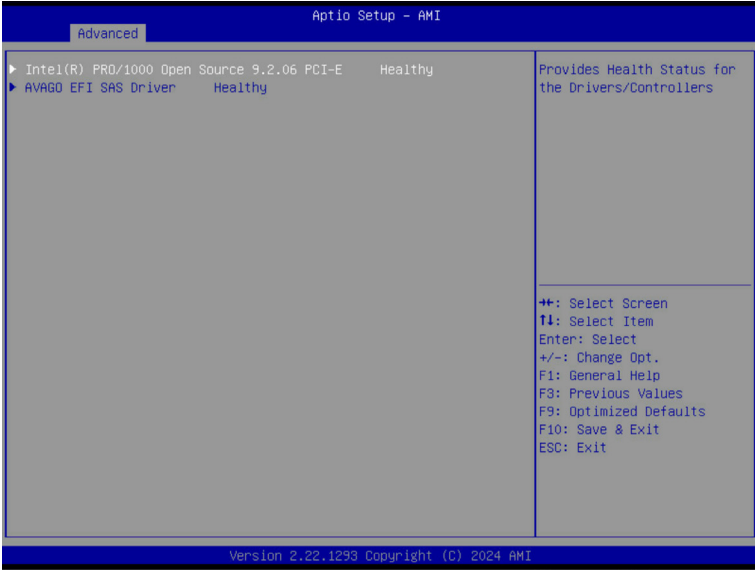 Aptio Setup – AMI
Advanced
▶ Intel(R) PRO/1000 Open Source 9.2.06 PCI-E Healthy
▶ AVAGO EFI SAS Driver Healthy
Provides Health Status for
the Drivers/Controllers
→←: Select Screen
↑↓: Select Item
Enter: Select
+/-: Change Opt.
F1: General Help
F3: Previous Values
F9: Optimized Defaults
F10: Save & Exit
ESC: Exit
Version 2.22.1293 Copyright (C) 2024 AMI